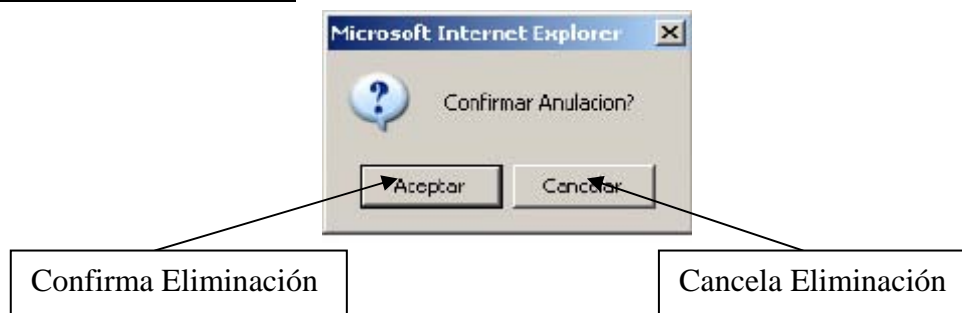 Microsoft Internet Explorer
Confirmar Anulacion?
Aceptar Cancelar
Confirma Eliminación Cancela Eliminación